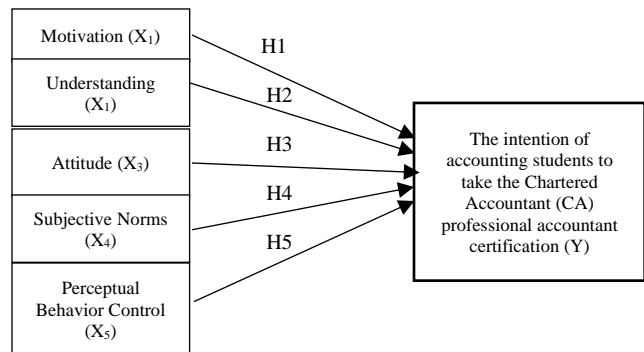 Motivation (X₁)
Understanding
(X₁)
Attitude (X₃)
Subjective Norms
(X₄)
Perceptual
Behavior Control
(X₅)
H1
H2
H3
H4
H5
The intention of
accounting students to
take the Chartered
Accountant (CA)
professional accountant
certification (Y)